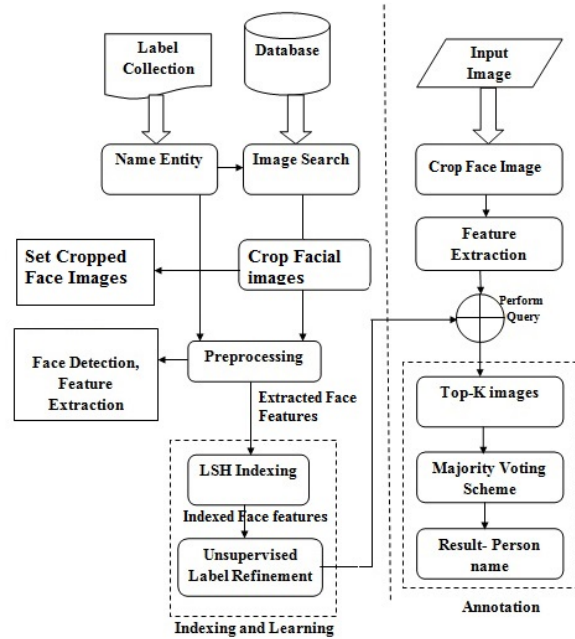 Label
Collection
Database
Name Entity
Image Search
Set Cropped
Face Images
Crop Facial
images
Face Detection,
Feature
Extraction
Preprocessing
Extracted Face
Features
LSH Indexing
Indexed Face features
Unsupervised
Label Refinement
Indexing and Learning
Input
Image
Crop Face Image
Feature
Extraction
Perform
Query
Top-K images
Majority Voting
Scheme
Result- Person
name
Annotation